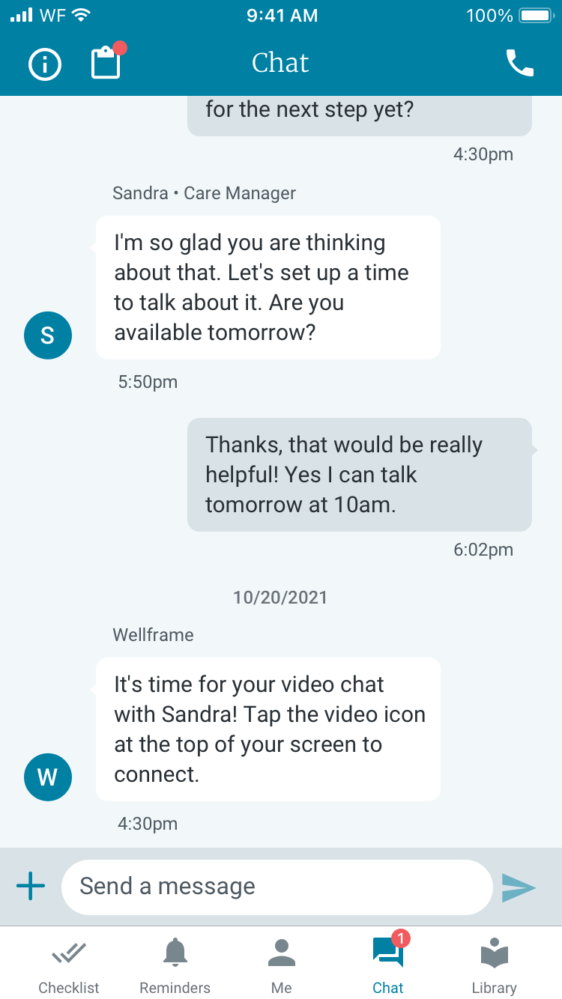 WF 9:41 AM 100%
Chat
for the next step yet?
4:30pm
Sandra • Care Manager
I'm so glad you are thinking
about that. Let's set up a time
to talk about it. Are you
available tomorrow?
S
5:50pm
Thanks, that would be really
helpful! Yes I can talk
tomorrow at 10am.
6:02pm
10/20/2021
Wellframe
It's time for your video chat
with Sandra! Tap the video icon
at the top of your screen to
connect.
W
4:30pm
Send a message
1
Checklist Reminders Me Chat Library